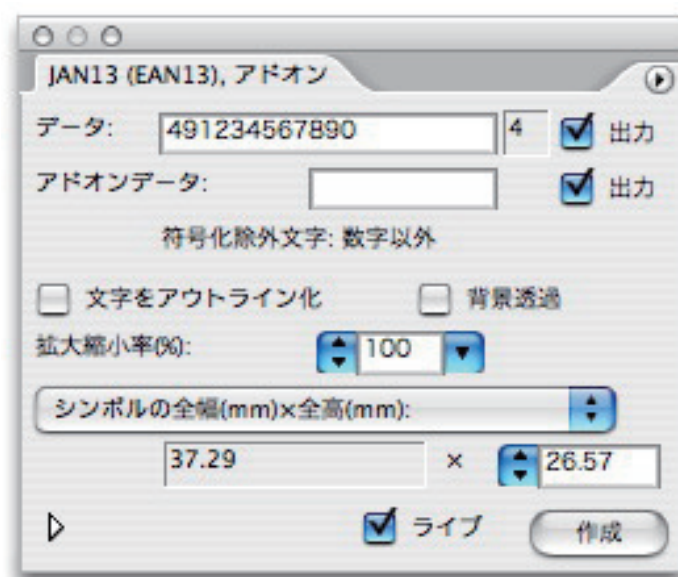 JAN13 (EAN13), アドオン
データ: 491234567890 4 出力
アドオンデータ: 出力
符号化除外文字: 数字以外
文字をアウトライン化 背景透過
拡大縮小率(%): 100
シンボルの全幅(mm)×全高(mm):
37.29 × 26.57
ライブ 作成